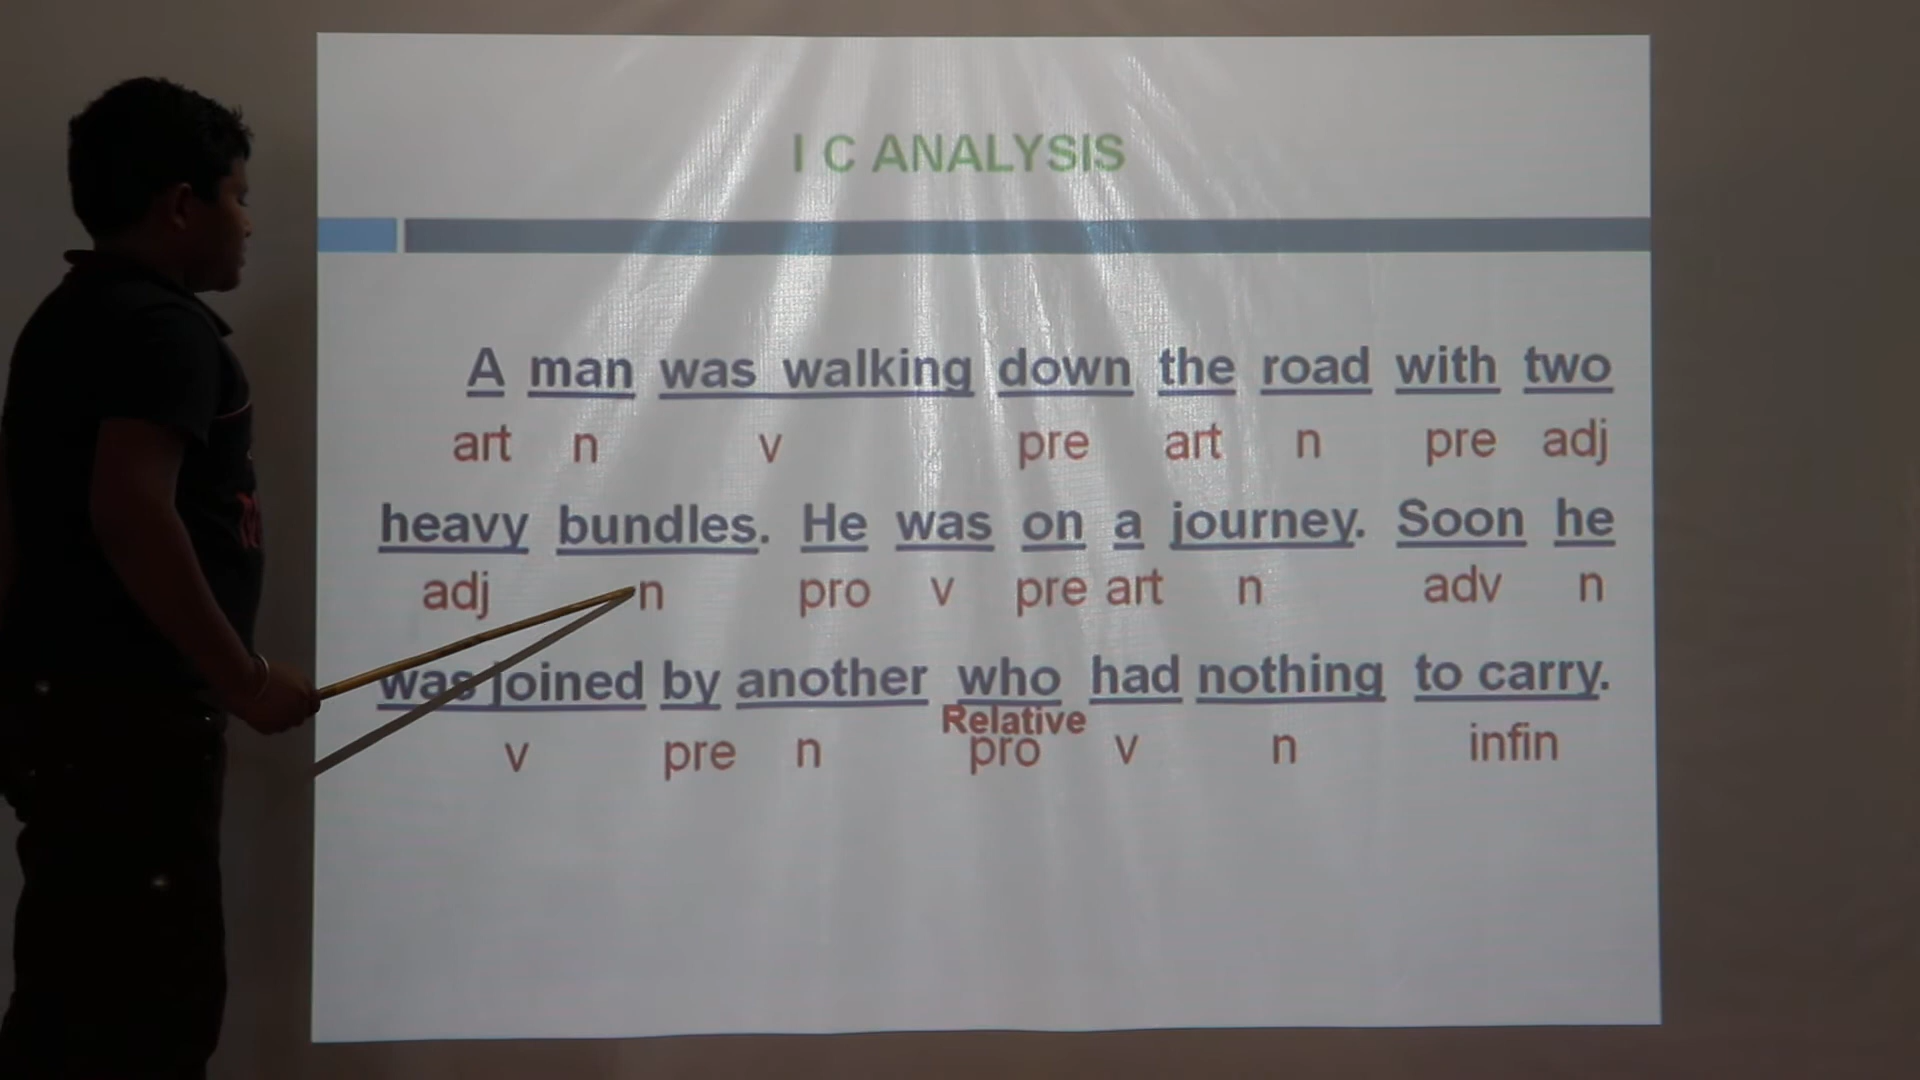 I C ANALYSIS
A man was walking down the road with two
art n v pre art n pre adj
heavy bundles. He was on a journey. Soon he
adj n pro v pre art n adv n
was joined by another who had nothing to carry.
Relative
v pre n pro v n infin